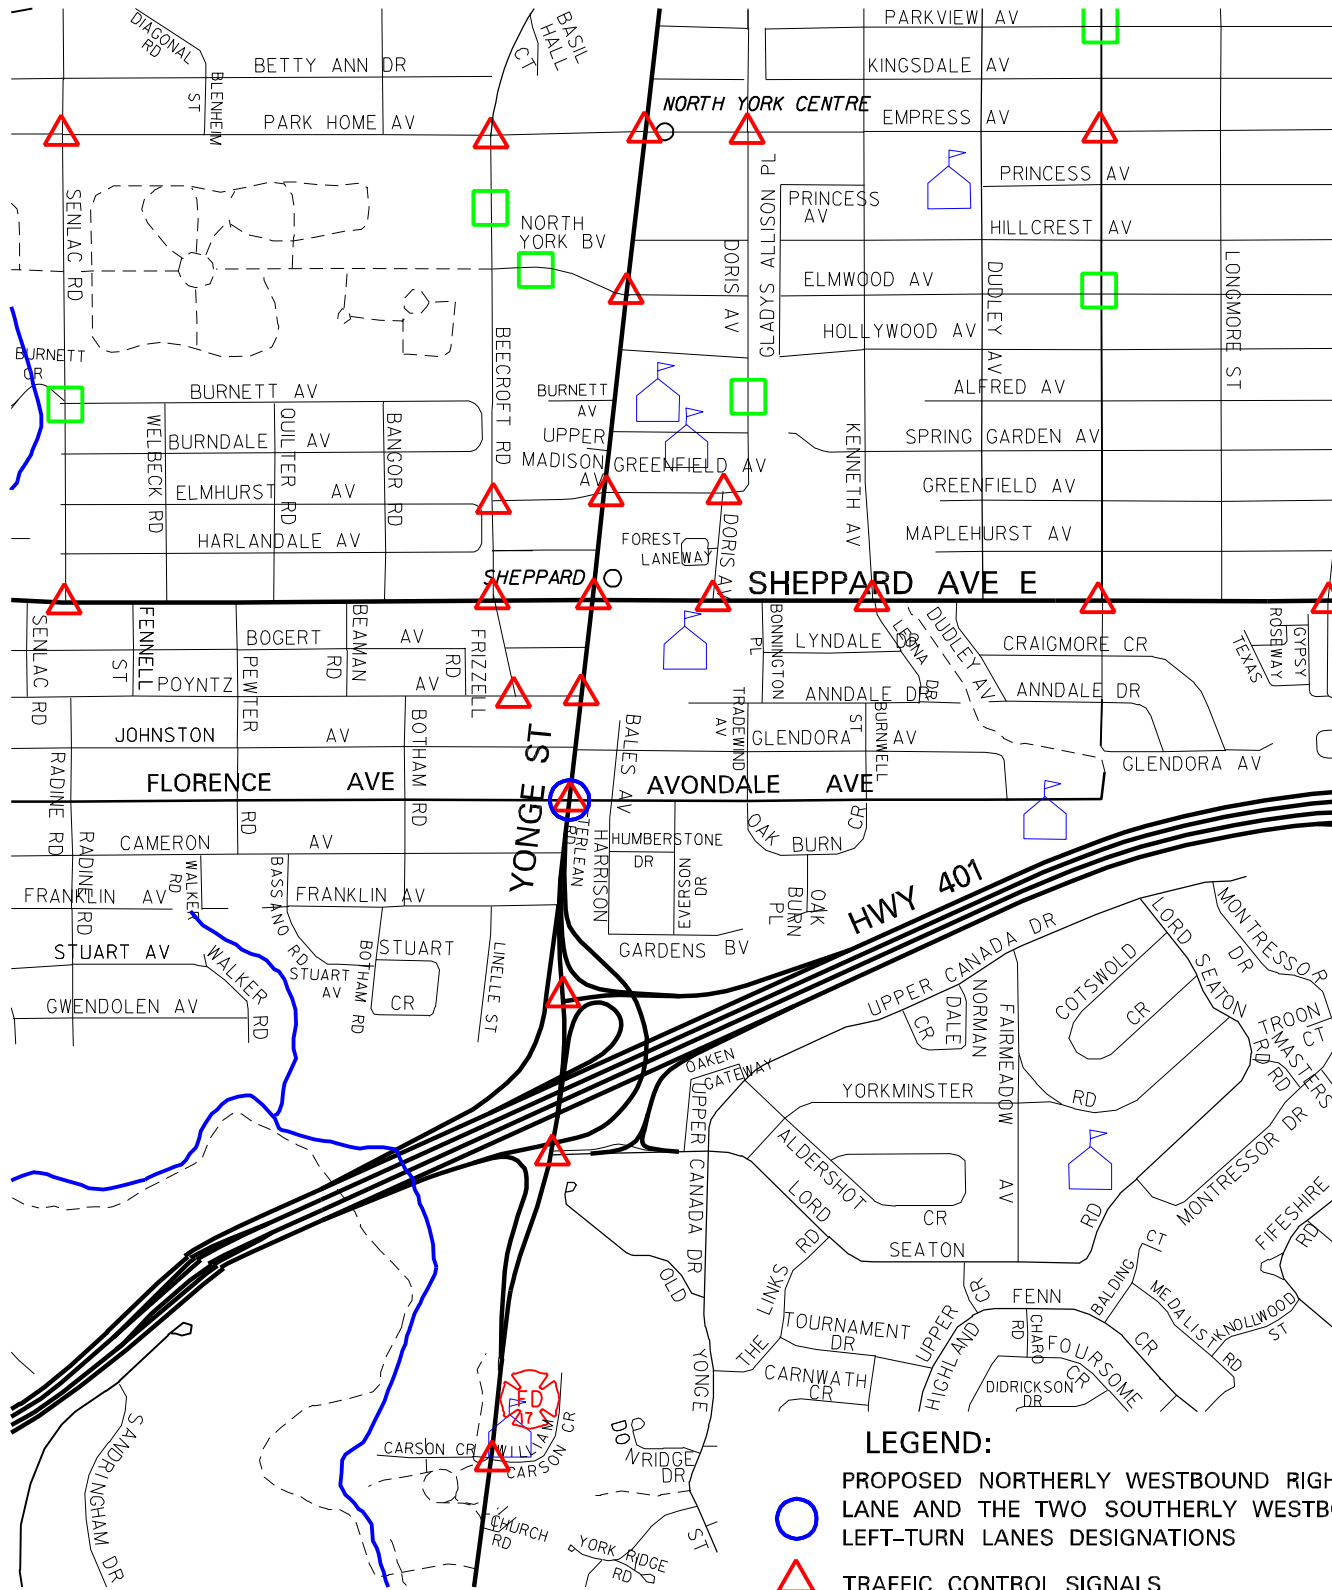 DIAGONAL RD
BASIL HALL CT
PARKVIEW AV
BETTY ANN DR
BLENHEIM ST
KINGSDALE AV
PARK HOME AV
NORTH YORK CENTRE
EMPRESS AV
PRINCESS AV
PRINCESS
AV
SENLAC RD
NORTH
YORK BV
GLADYS ALLISON PL
HILLCREST AV
DORIS AV
ELMWOOD AV
DUDLEY AV
LONGMORE ST
HOLLYWOOD AV
BURNETT
CR
BEECROFT RD
BURNETT AV
BURNETT
AV
ALFRED AV
WELBECK RD
BURNDALE AV
QUILTER RD
BANGOR RD
UPPER
MADISON
AV
GREENFIELD AV
KENNETH AV
SPRING GARDEN AV
ELMHURST AV
GREENFIELD AV
HARLANDALE AV
FOREST
LANEWAY
DORIS AV
MAPLEHURST AV
SHEPPARD
SHEPPARD AVE E
SENLAC RD
FENNELL
ST
BOGERT AV
BEAMAN
RD
FRIZZELL
RD
BONNINGTON
PL
LYNDALE DR
LEONA
DR
DUDLEY AV
CRAIGMORE CR
TEXAS
ROSEWAY
GYPSY
POYNTZ AV
PEWTER
RD
ANNDALE DR
ANNDALE DR
JOHNSTON AV
BOTHAM RD
YONGE ST
BALES AV
TRADEWIND
AV
GLENDORA AV
BURNWELL
ST
GLENDORA AV
RADINE RD
FLORENCE AVE
AVONDALE AVE
CAMERON AV
RADINE RD
HARRISON
HUMBERSTONE
DR
EVERSON
DR
OAK
BURN
CR
OAK
BURN
PL
HWY 401
WALKER
RD
BASSANO RD
FRANKLIN AV
FRANKLIN AV
GARDENS BV
STUART AV
WALKER RD
STUART
AV
BOTHAM RD
STUART
CR
LINELLE ST
GWENDOLEN AV
UPPER CANADA DR
LORD SEATON
RD
MONTRESSOR
DR
COTSWOLD
CR
NORMAN
DALE
CR
FAIRMEADOW
AV
TROON
CT
MASTERS
RD
OAKEN
GATEWAY
UPPER CANADA DR
YORKMINSTER RD
ALDERSHOT
CR
MONTRESSOR DR
LORD
SEATON
RD
FIFESHIRE
RD
OLD
YONGE
ST
THE LINKS RD
TOURNAMENT
DR
UPPER
HIGHLAND
CR
FENN
CR
BALDING
CT
MEDALIST
RD
KNOLLWOOD
ST
CHARO
RD
FOURSOME
CR
CARNWATH
CR
DIDRICKSON
DR
FD
17
SANDRINGHAM DR
CARSON CR
WILLIAM
CARSON CR
DONRIDGE
DR
CHURCH
RD
YORK RIDGE
RD
LEGEND:
PROPOSED NORTHERLY WESTBOUND RIGH
LANE AND THE TWO SOUTHERLY WESTBO
LEFT-TURN LANES DESIGNATIONS
TRAFFIC CONTROL SIGNALS